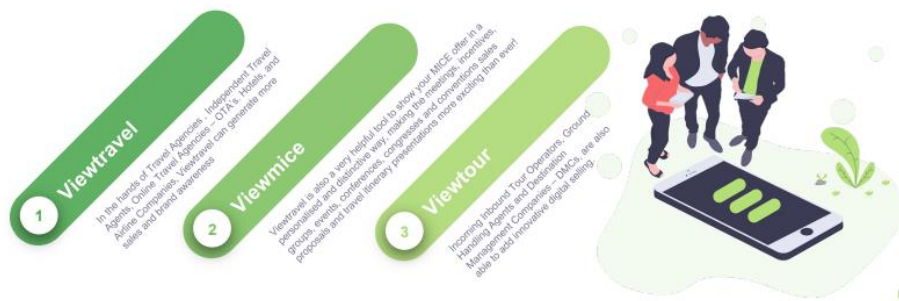 1
Viewtravel
In the hands of Travel Agencies , Independent Travel
Agents, Online Travel Agencies – OTA's. Hotels, and
Airline Companies, Viewtravel can generate more
sales and brand awareness
2
Viewmice
Viewtravel is also a very helpful tool to show your MICE offer in a
personalised and distinctive way, making the meetings, incentives,
groups, events, conferences, congresses and conventions sales
proposals and travel itinerary presentations more exciting than ever!
3
Viewtour
Incoming Inbound Tour Operators. Ground
Handling Agents and Destination
Management Companies – DMCs, are also
able to add innovative digital selling.